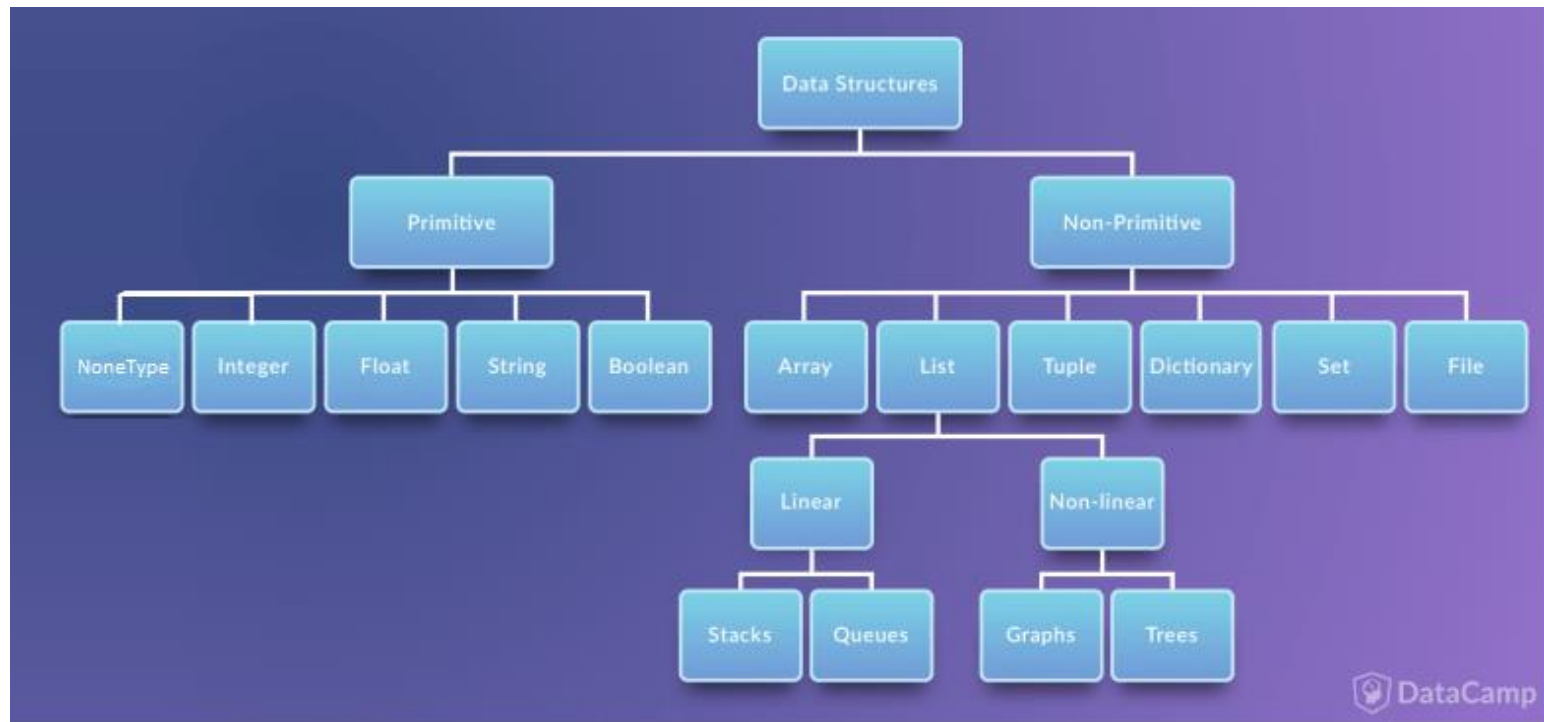 Data Structures
Primitive
Non-Primitive
NoneType
Integer
Float
String
Boolean
Array
List
Tuple
Dictionary
Set
File
Linear
Non-linear
Stacks
Queues
Graphs
Trees
DataCamp